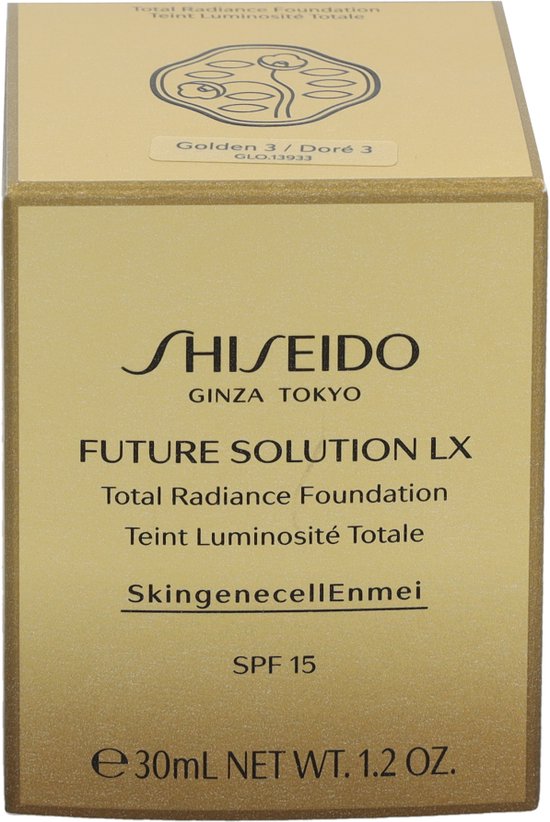 Total Radiance Foundation
Teint Luminosité Totale
Golden 3 / Doré 3
GLO.13933
SHISEIDO
GINZA TOKYO
FUTURE SOLUTION LX
Total Radiance Foundation
Teint Luminosité Totale
SkingenecellEnmei
SPF 15
℮30mL NET WT. 1.2 OZ.